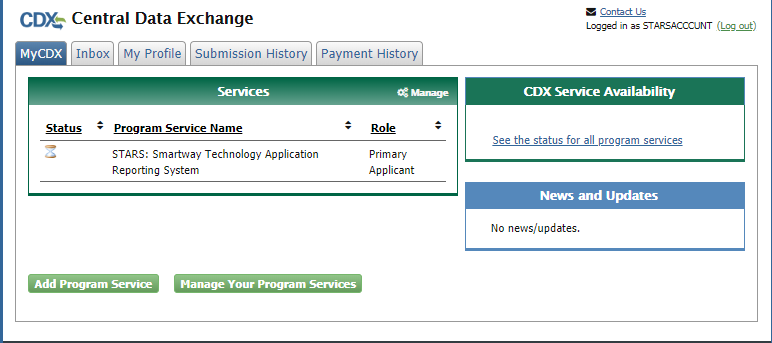 CDX Central Data Exchange
Contact Us
Logged in as STARSACCCUNT (Log out)
MyCDX Inbox My Profile Submission History Payment History
Services Manage
Status Program Service Name Role
STARS: Smartway Technology Application Primary
Reporting System Applicant
CDX Service Availability
See the status for all program services
News and Updates
No news/updates.
Add Program Service Manage Your Program Services